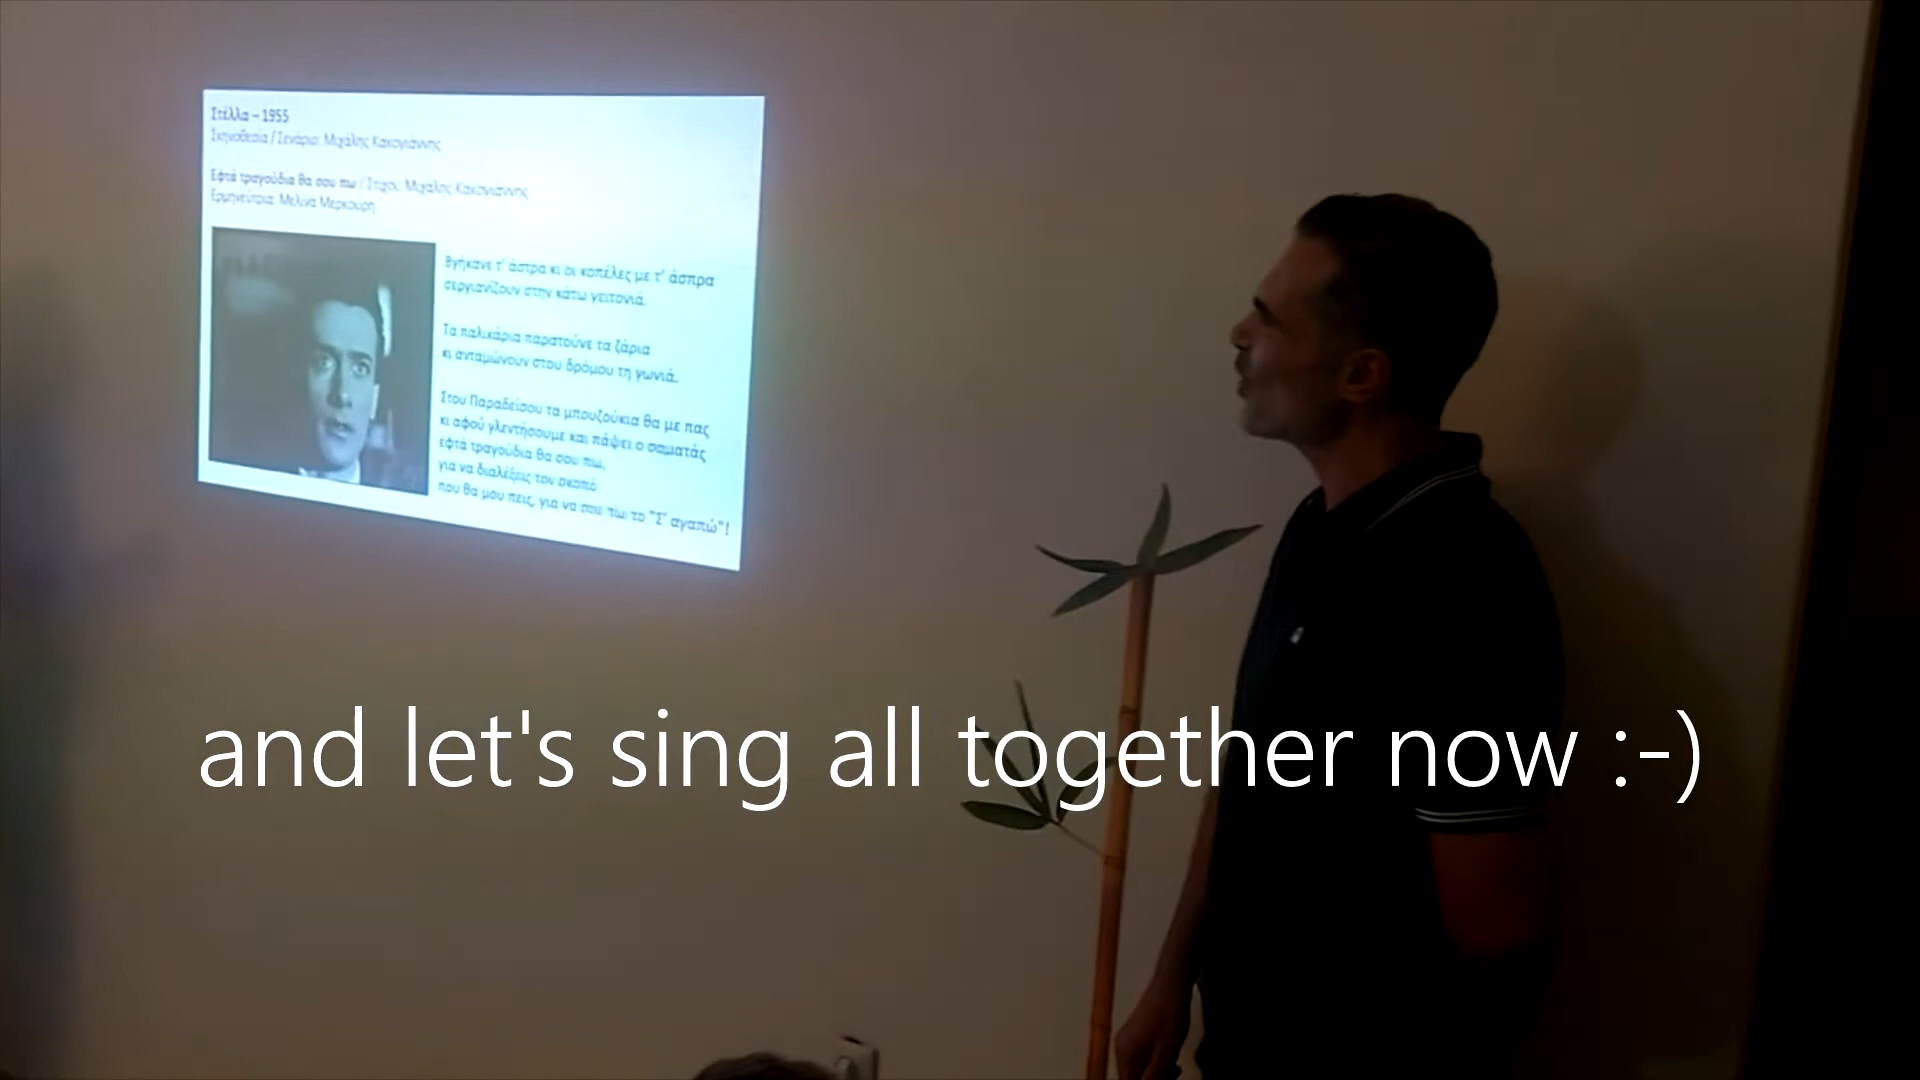 Στέλλα – 1955
Σκηνοθεσία / Σενάριο: Μιχάλης Κακογιάννης
Εφτά τραγούδια θα σου πω / Στίχοι: Μιχάλης Κακογιάννης
Ερμηνεύτρια: Μελίνα Μερκούρη
Βγήκανε τ' άστρα κι οι κοπέλες με τ' άσπρα
σεργιανίζουν στην κάτω γειτονιά.
Τα παλικάρια παρατούνε τα ζάρια
κι ανταμώνουν στου δρόμου τη γωνιά.
Στου Παραδείσου τα μπουζούκια θα με πας
κι αφού γλεντήσουμε και πάψει ο σαματάς
εφτά τραγούδια θα σου πω,
για να διαλέξεις τον σκοπό
που θα μου πεις, για να σου πω το "Σ' αγαπώ"!
and let's sing all together now :-)